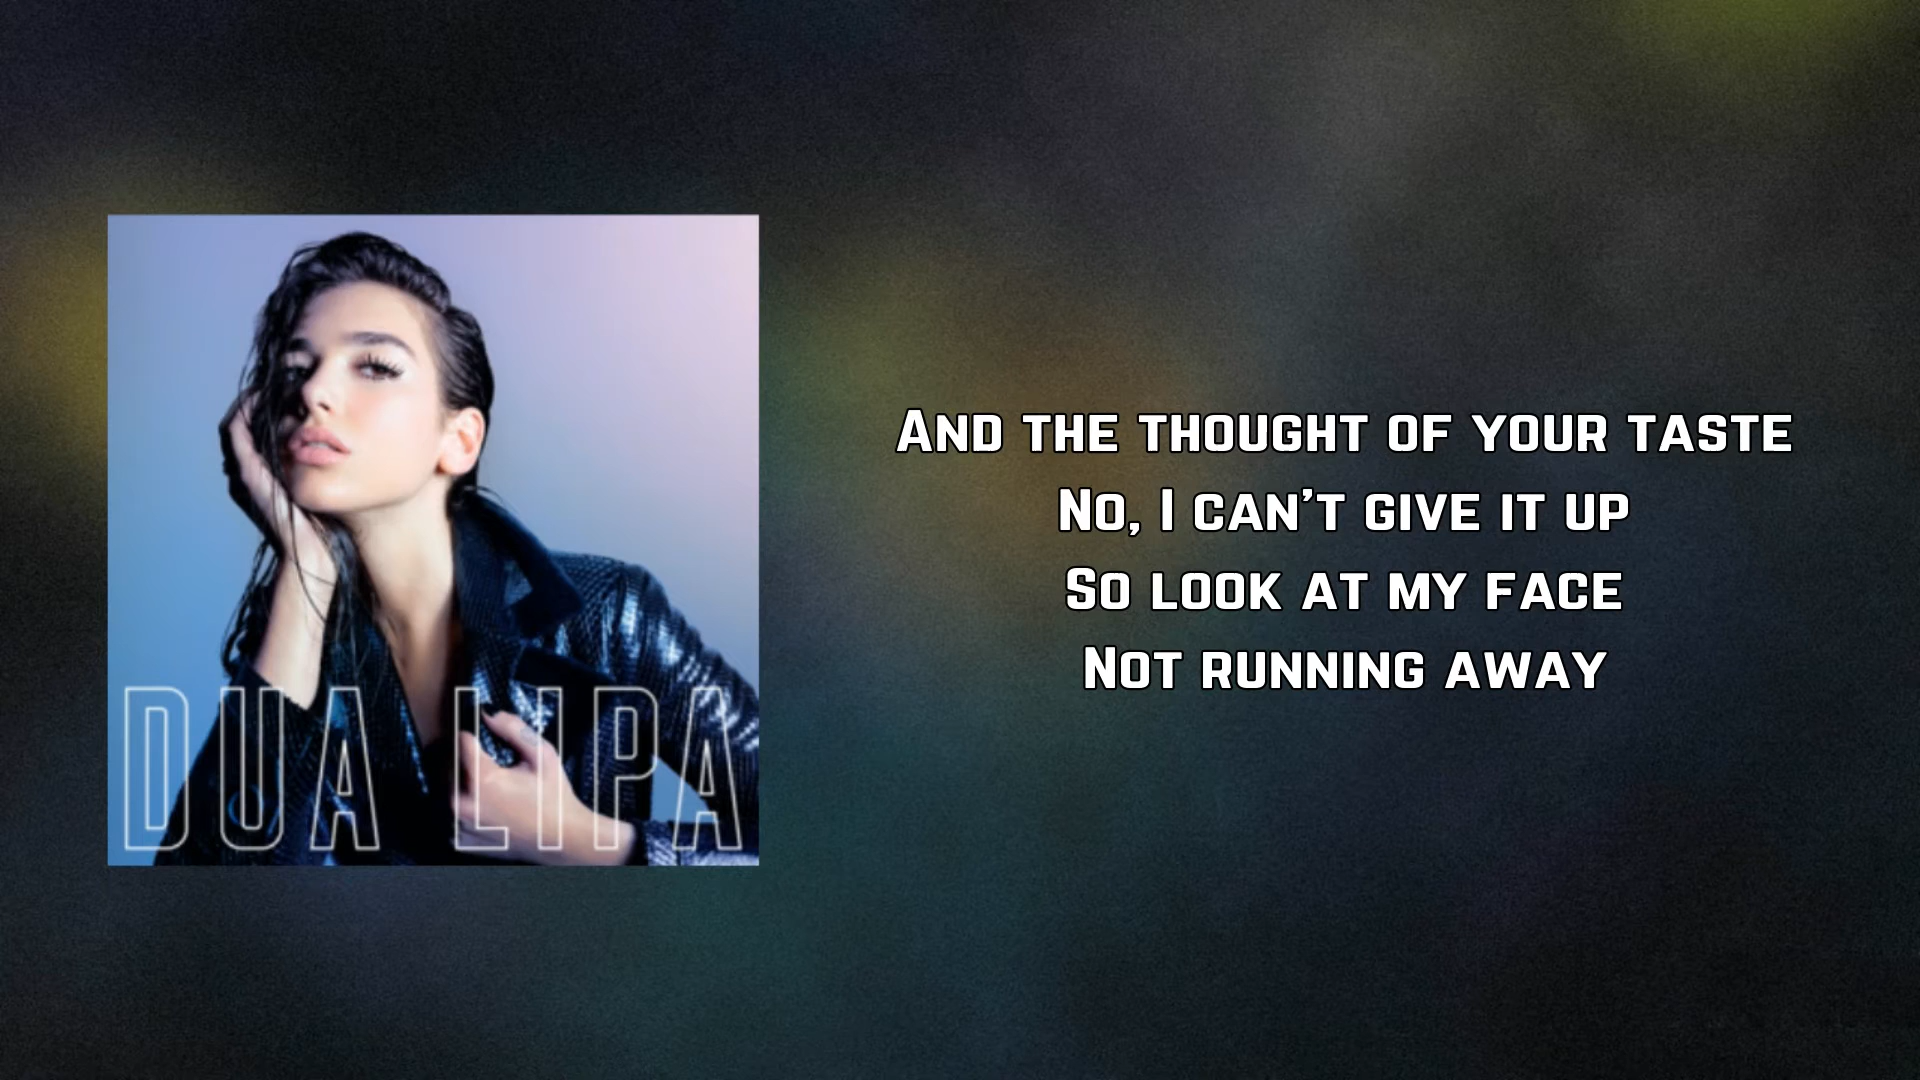 DUA LIPA
And the thought of your taste
No, I can’t give it up
So look at my face
Not running away